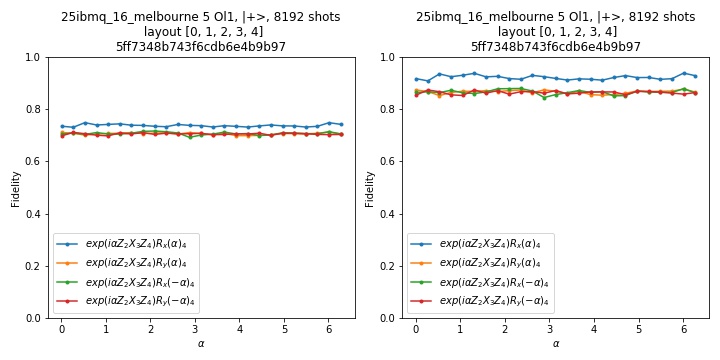 25ibmq_16_melbourne 5 Ol1, |+>, 8192 shots
layout [0, 1, 2, 3, 4]
5ff7348b743f6cdb6e4b9b97
1.0
0.8
0.6
0.4
0.2
0.0
Fidelity
exp(iαZ₂X₃Z₄)Rₓ(α)₄
exp(iαZ₂X₃Z₄)R_y(α)₄
exp(iαZ₂X₃Z₄)Rₓ(−α)₄
exp(iαZ₂X₃Z₄)R_y(−α)₄
0 1 2 3 4 5 6
α
25ibmq_16_melbourne 5 Ol1, |+>, 8192 shots
layout [0, 1, 2, 3, 4]
5ff7348b743f6cdb6e4b9b97
1.0
0.8
0.6
0.4
0.2
0.0
Fidelity
exp(iαZ₂X₃Z₄)Rₓ(α)₄
exp(iαZ₂X₃Z₄)R_y(α)₄
exp(iαZ₂X₃Z₄)Rₓ(−α)₄
exp(iαZ₂X₃Z₄)R_y(−α)₄
0 1 2 3 4 5 6
α